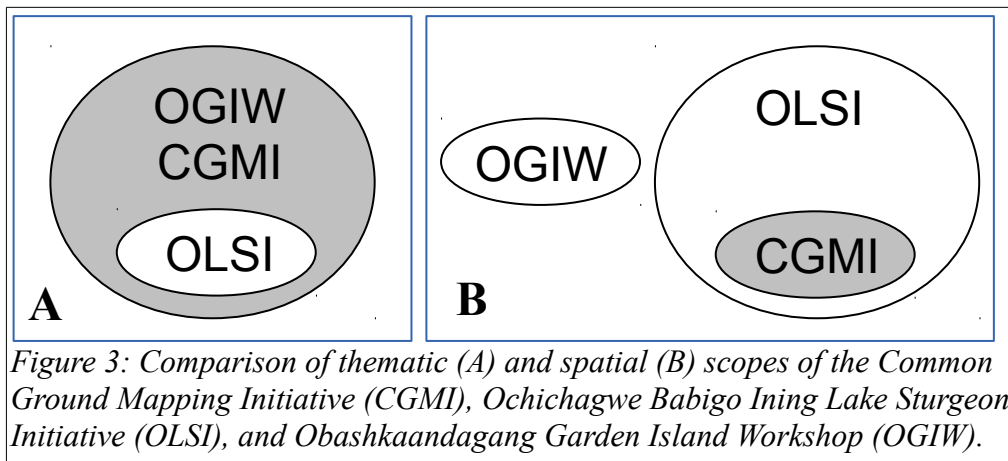 OGIW
CGMI
OLSI
A
OGIW
OLSI
CGMI
B
Figure 3: Comparison of thematic (A) and spatial (B) scopes of the Common
Ground Mapping Initiative (CGMI), Ochichagwe Babigo Ining Lake Sturgeon
Initiative (OLSI), and Obashkaandagang Garden Island Workshop (OGIW).